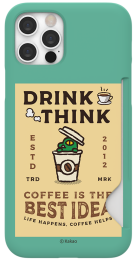 DRINK
THINK
ESTD
2012
TRD
MRK
COFFEE IS THE
BEST IDEA
LIFE HAPPENS, COFFEE HELPS